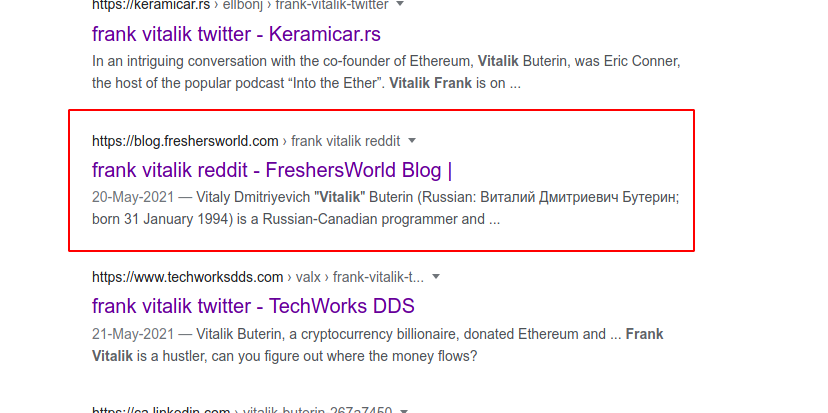 https://keramicar.rs › ellbonj › frank-vitalik-twitter
frank vitalik twitter - Keramicar.rs
In an intriguing conversation with the co-founder of Ethereum, Vitalik Buterin, was Eric Conner,
the host of the popular podcast “Into the Ether”. Vitalik Frank is on ...
https://blog.freshersworld.com › frank vitalik reddit
frank vitalik reddit - FreshersWorld Blog |
20-May-2021 — Vitaly Dmitriyevich "Vitalik" Buterin (Russian: Виталий Дмитриевич Бутерин;
born 31 January 1994) is a Russian-Canadian programmer and ...
https://www.techworksdds.com › valx › frank-vitalik-t...
frank vitalik twitter - TechWorks DDS
21-May-2021 — Vitalik Buterin, a cryptocurrency billionaire, donated Ethereum and ... Frank
Vitalik is a hustler, can you figure out where the money flows?
https://ca.linkedin.com › vitalik-buterin-267a7450